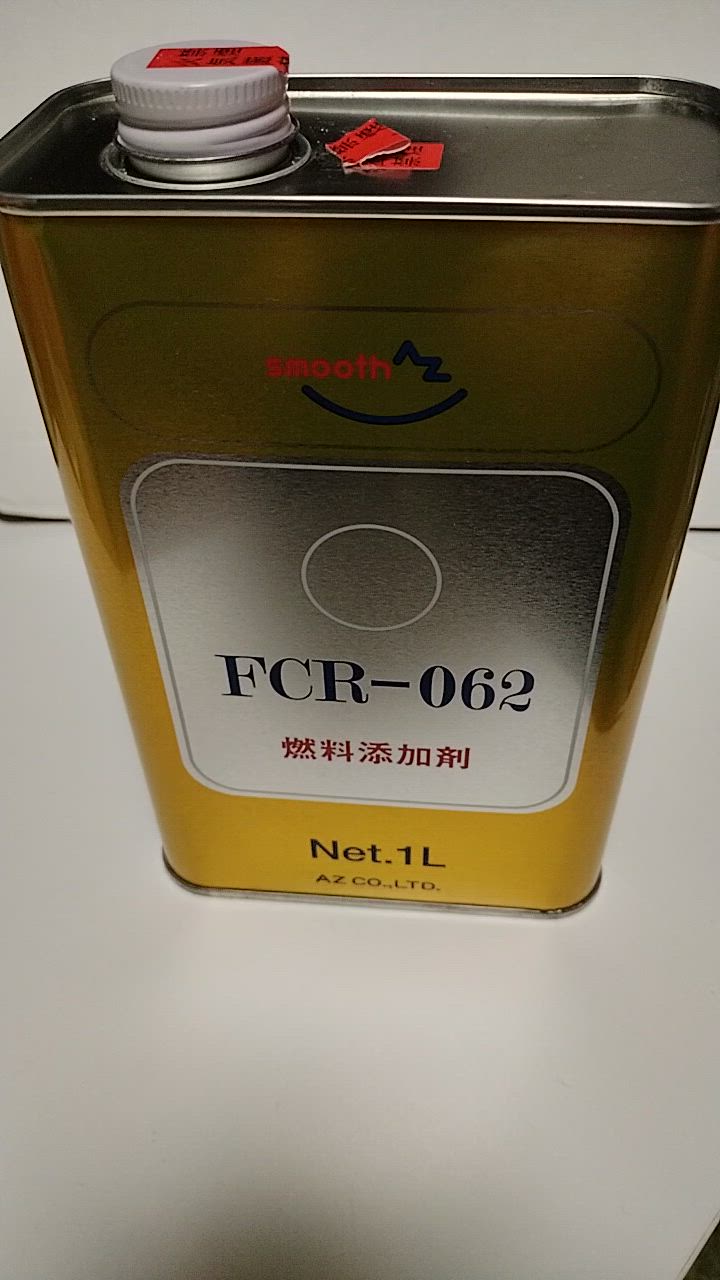 smooth AZ
FCR-062
燃料添加剤
Net.1L
AZ CO.,LTD.